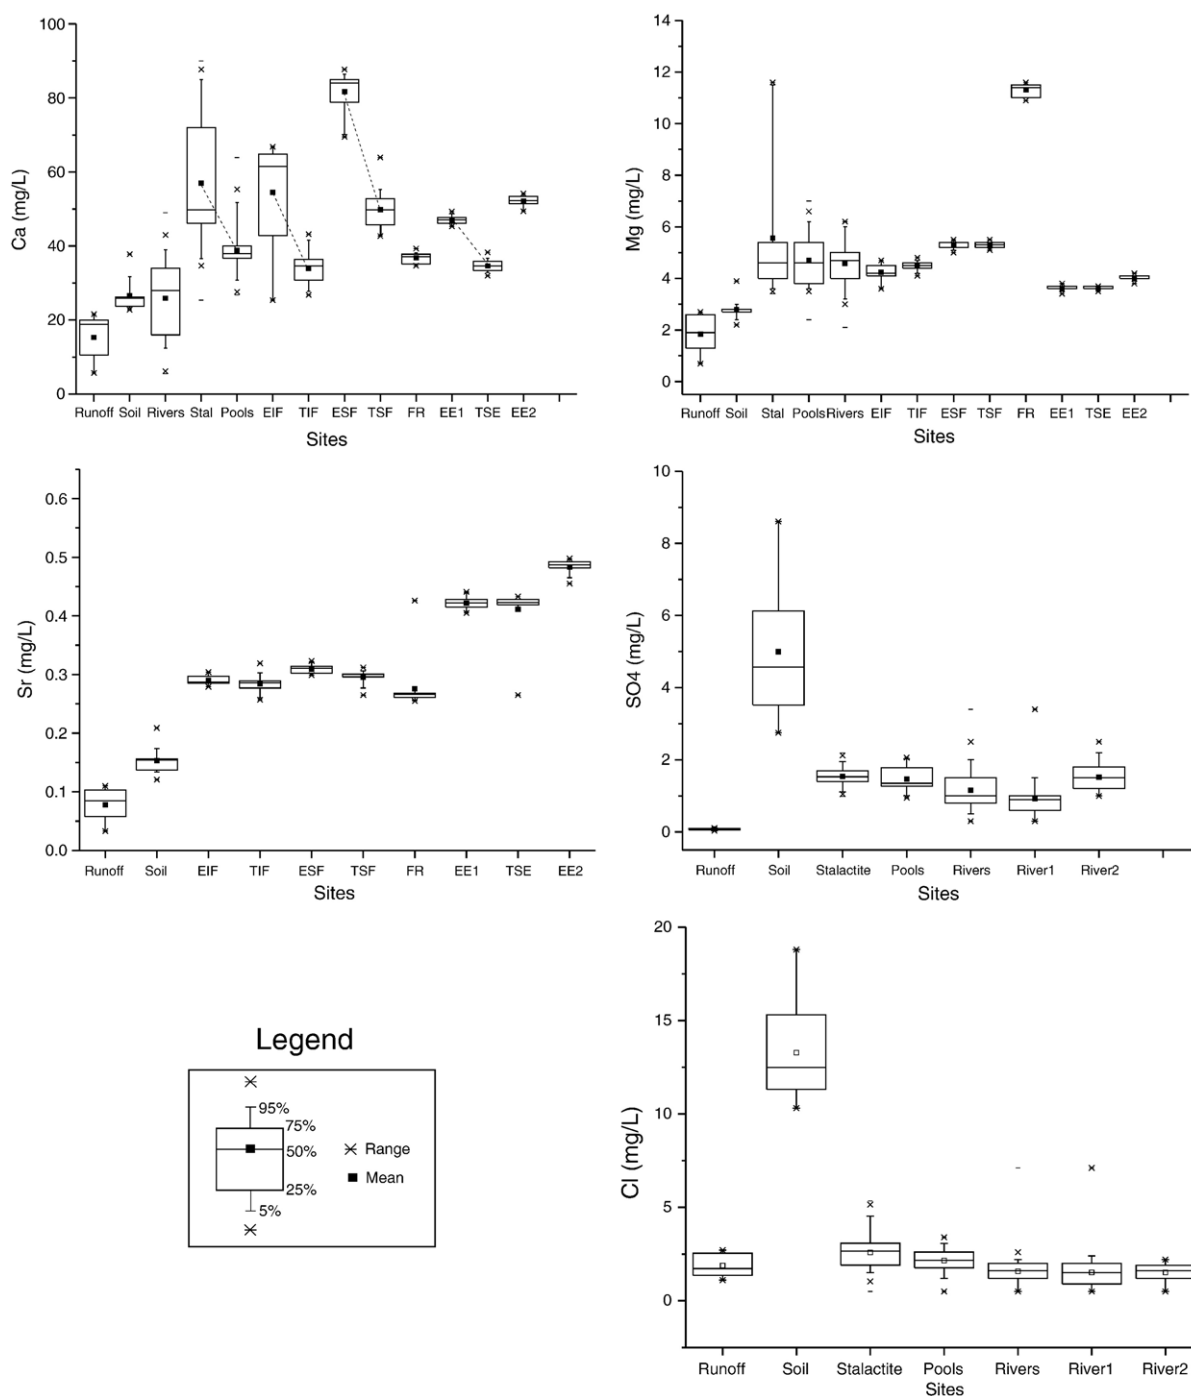 100
80
60
40
20
0
Ca (mg/L)
Runoff Soil Rivers Stal Pools EIF TIF ESF TSF FR EE1 TSE EE2
Sites
14
12
10
8
6
4
2
0
Mg (mg/L)
Runoff Soil Stal Pools Rivers EIF TIF ESF TSF FR EE1 TSE EE2
Sites
0.6
0.5
0.4
0.3
0.2
0.1
0.0
Sr (mg/L)
Runoff Soil EIF TIF ESF TSF FR EE1 TSE EE2
Sites
10
8
6
4
2
0
SO4 (mg/L)
Runoff Soil Stalactite Pools Rivers River1 River2
Sites
Legend
95%
75%
50%
25%
5%
Range
Mean
20
15
10
5
0
Cl (mg/L)
Runoff Soil Stalactite Pools Rivers River1 River2
Sites